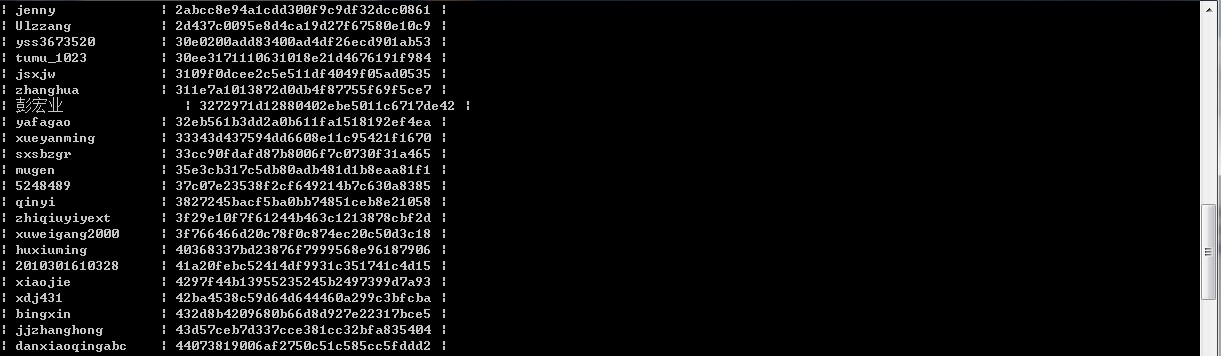 | jenny | 2abcc8e94a1cdd300f9c9df32dcc0861 |
| Ulzzang | 2d437c0095e8d4ca19d27f67580e10c9 |
| yss3673520 | 30e0200add83400ad4df26ecd901ab53 |
| tumu_1023 | 30ee3171110631018e21d4676191f984 |
| jsxjw | 3109f0dcee2c5e511df4049f05ad0535 |
| zhanghua | 311e7a1013872d0db4f87755f69f5ce7 |
| 彭宏业 | 3272971d12880402ebe5011c6717de42 |
| yafagao | 32eb561b3dd2a0b611fa1518192ef4ea |
| xueyanming | 33343d437594dd6608e11c95421f1670 |
| sxsbzgr | 33cc90fdafd87b8006f7c0730f31a465 |
| mugen | 35e3cb317c5db80adb481d1b8eaa81f1 |
| 5248489 | 37c07e23538f2cf649214b7c630a8385 |
| qinyi | 3827245bacf5ba0bb74851ceb8e21058 |
| zhiqiuyiyext | 3f29e10f7f61244b463c1213878cbf2d |
| xuweigang2000 | 3f766466d20c78f0c874ec20c50d3c18 |
| huxiuming | 40368337bd23876f7999568e96187906 |
| 2010301610328 | 41a20febc52414df9931c351741c4d15 |
| xiaojie | 4297f44b13955235245b2497399d7a93 |
| xdj431 | 42ba4538c59d64d644460a299c3bfcba |
| bingxin | 432d8b4209680b66d8d927e22317bce5 |
| jjzhanghong | 43d57ceb7d337cce381cc32bfa835404 |
| danxiaoqingabc | 44073819006af2750c51c585cc5fddd2 |